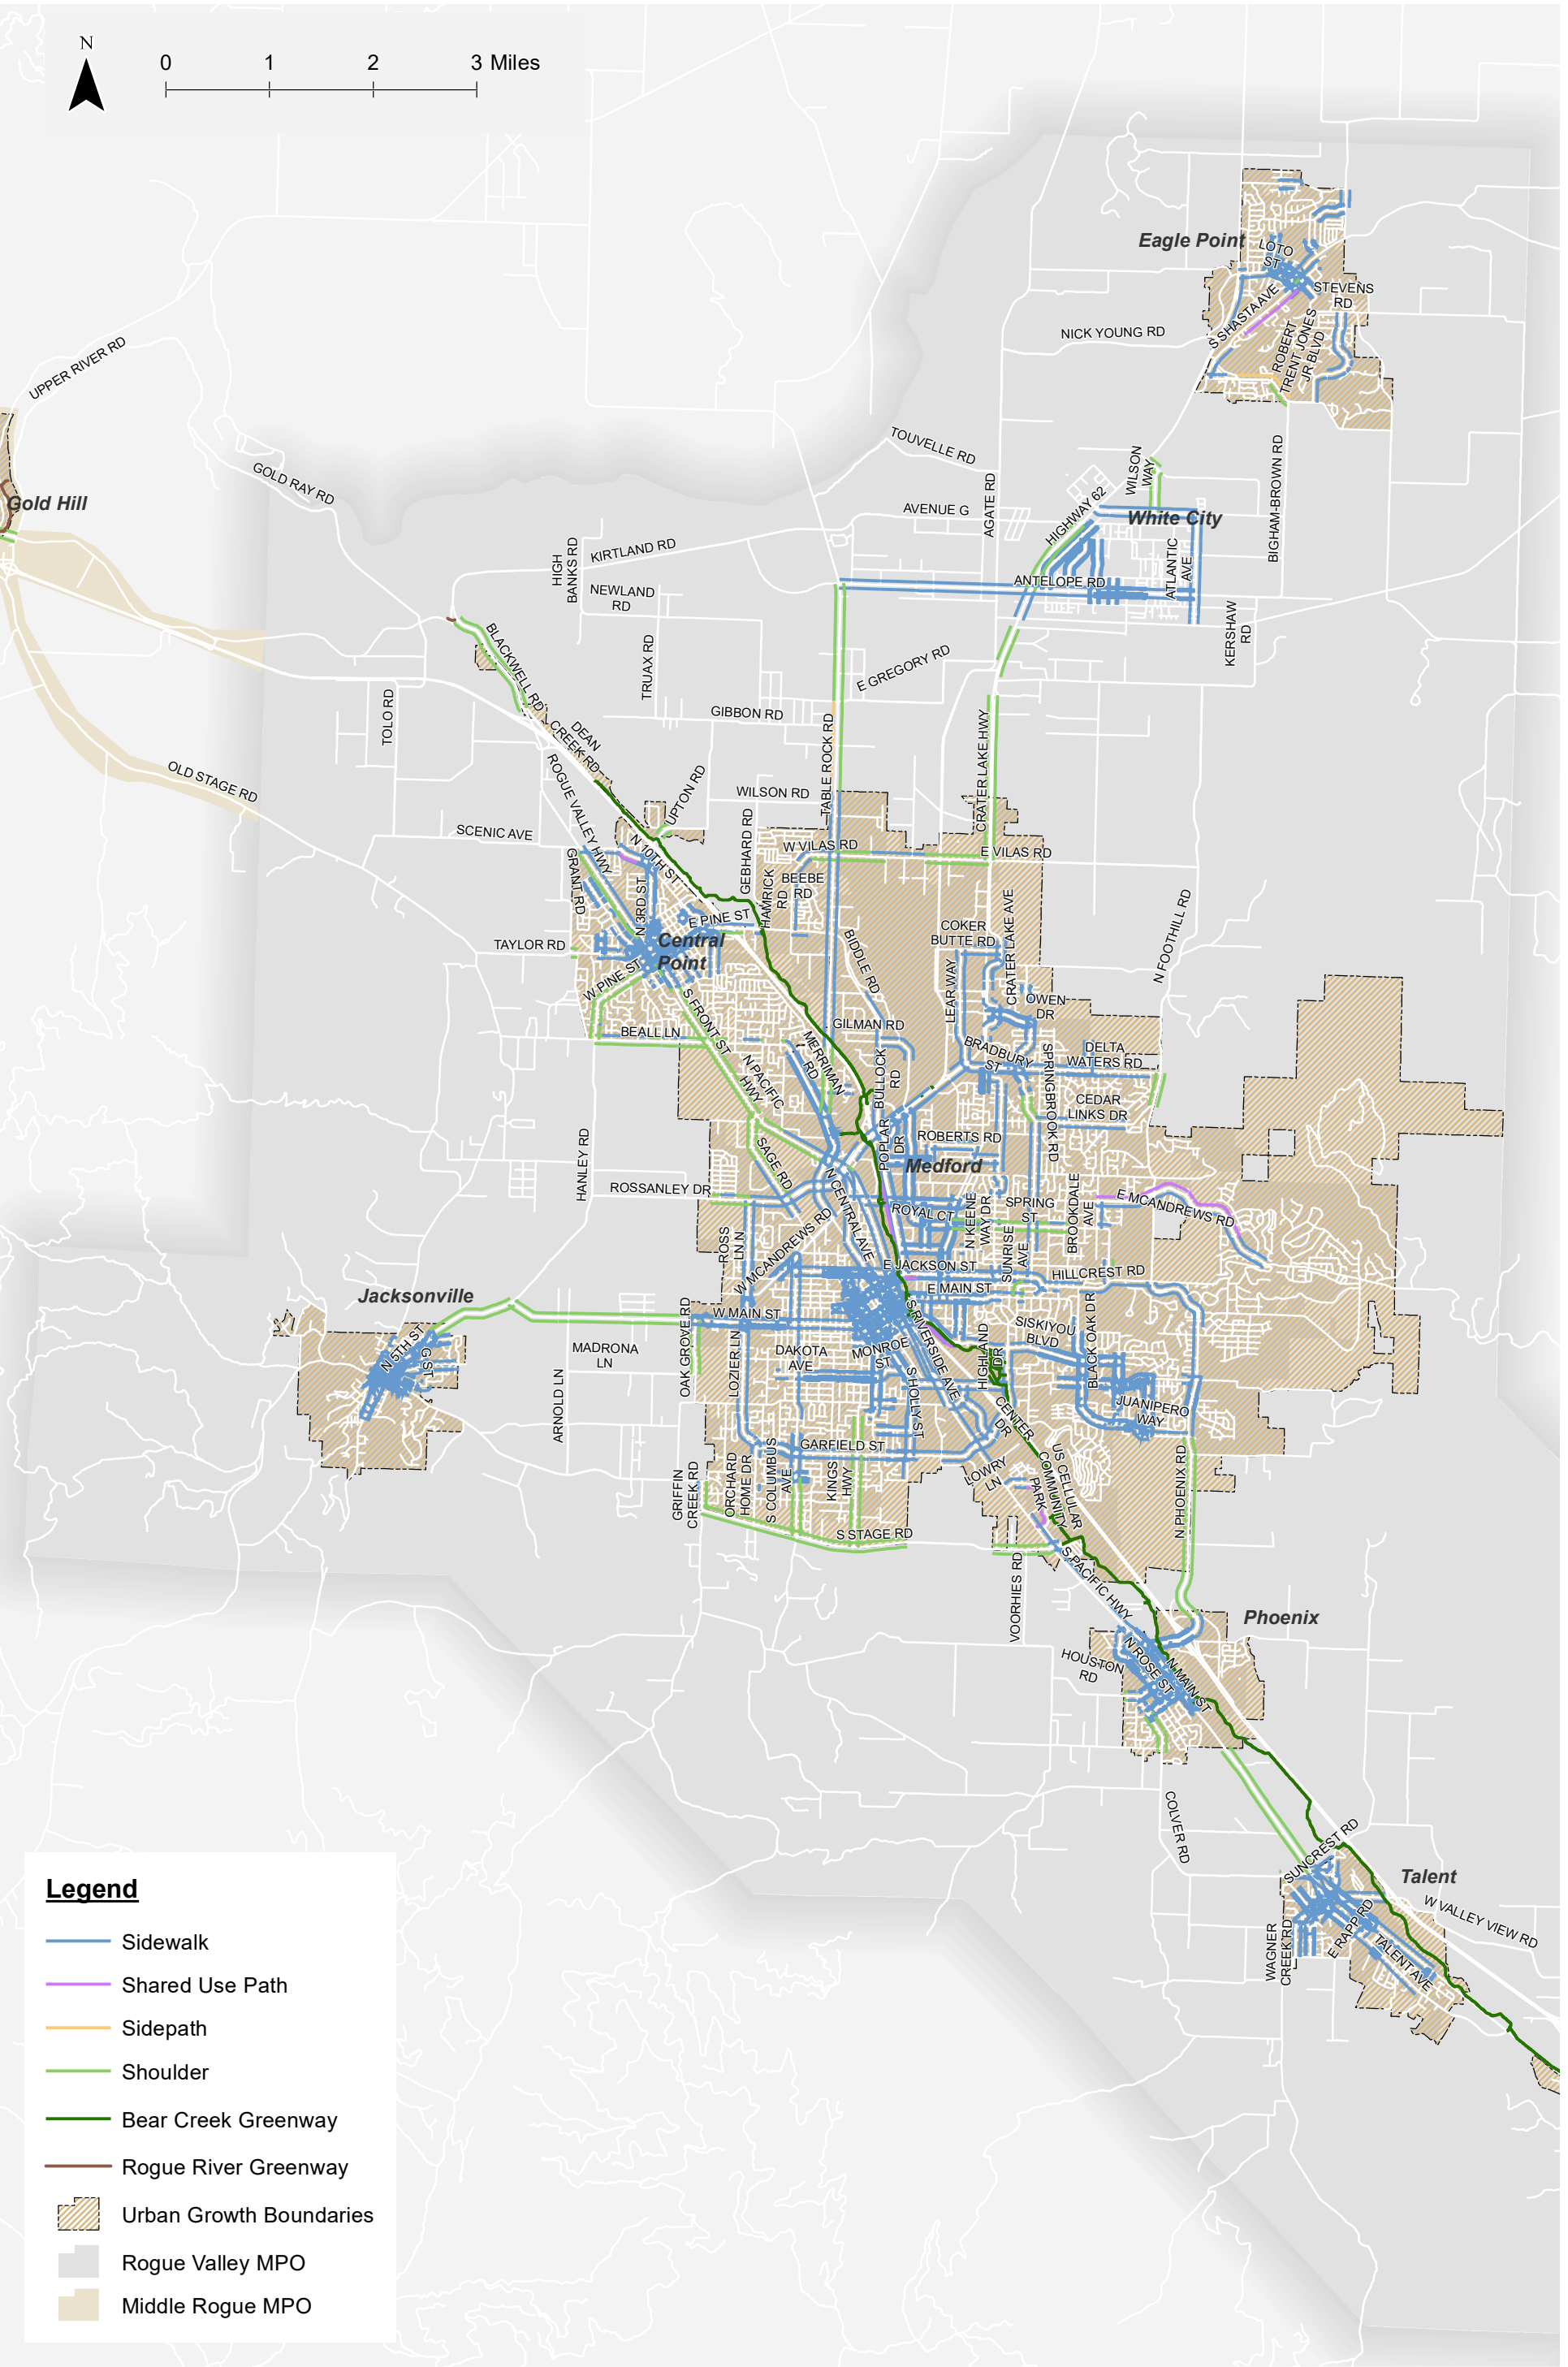 N
0 1 2 3 Miles
Eagle Point
LOTO
ST
STEVENS
RD
S SHASTA AVE
ROBERT
TRENT JONES
JR BLVD
NICK YOUNG RD
UPPER RIVER RD
TOUVELLE RD
GOLD RAY RD
Gold Hill
WILSON
WAY
BIGHAM-BROWN RD
AGATE RD
AVENUE G
HIGHWAY 62
White City
HIGH
BANKS RD
KIRTLAND RD
ATLANTIC
AVE
ANTELOPE RD
NEWLAND
RD
KERSHAW
RD
BLACKWELL RD
TRUAX RD
E GREGORY RD
TOLO RD
GIBBON RD
DEAN
CREEK RD
TABLE ROCK RD
CRATER LAKE HWY
OLD STAGE RD
ROGUE VALLEY HWY
UPTON RD
WILSON RD
SCENIC AVE
N 10TH ST
GEBHARD RD
W VILAS RD
E VILAS RD
GRANT RD
N 3RD ST
HAMRICK
RD
BEEBE
RD
E PINE ST
CRATER LAKE AVE
N FOOTHILL RD
TAYLOR RD
Central
Point
BIDDLE RD
COKER
BUTTE RD
W PINE ST
LEAR WAY
OWEN
DR
S FRONT ST
BEALL LN
GILMAN RD
MERRIMAN
RD
BRADBURY
ST
DELTA
WATERS RD
N PACIFIC
HWY
BULLOCK
RD
SPRINGBROOK RD
CEDAR
LINKS DR
HANLEY RD
SAGE RD
POPLAR
DR
ROBERTS RD
Medford
ROSSANLEY DR
N CENTRAL AVE
ROYAL CT
N KEENE
WAY DR
SPRING
ST
BROOKDALE
AVE
E MCANDREWS RD
ROSS
LN N
W MCANDREWS RD
SUNRISE
AVE
E JACKSON ST
HILLCREST RD
E MAIN ST
Jacksonville
W MAIN ST
OAK GROVE RD
S RIVERSIDE AVE
SISKIYOU
BLVD
BLACK OAK DR
N 5TH ST
G ST
MADRONA
LN
LOZIER LN
DAKOTA
AVE
MONROE
ST
HIGHLAND
DR
S HOLLY ST
ARNOLD LN
CENTER
DR
JUANIPERO
WAY
GARFIELD ST
GRIFFIN
CREEK RD
ORCHARD
HOME DR
S COLUMBUS
AVE
KINGS
HWY
LOWRY
LN
US CELLULAR
COMMUNITY
PARK
N PHOENIX RD
S STAGE RD
VOORHIES RD
S PACIFIC HWY
Phoenix
HOUSTON
RD
N ROSE ST
N MAIN ST
COLVER RD
SUNCREST RD
Talent
W VALLEY VIEW RD
WAGNER
CREEK RD
E RAPP RD
TALENT AVE
Legend
Sidewalk
Shared Use Path
Sidepath
Shoulder
Bear Creek Greenway
Rogue River Greenway
Urban Growth Boundaries
Rogue Valley MPO
Middle Rogue MPO